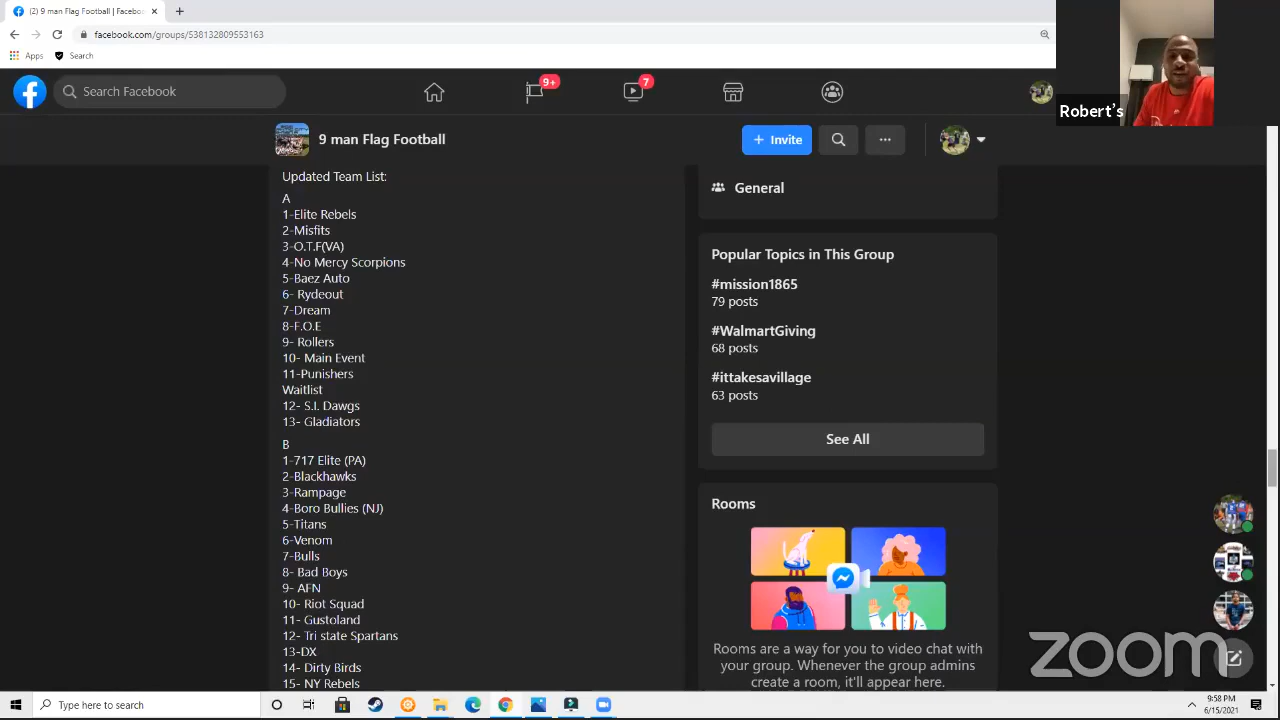 (2) 9 man Flag Football | Facebo
facebook.com/groups/538132809553163
Apps
Search
Search Facebook
9+
7
Robert's
9 man Flag Football
+ Invite
Updated Team List:
A
1-Elite Rebels
2-Misfits
3-O.T.F(VA)
4-No Mercy Scorpions
5-Baez Auto
6- Rydeout
7-Dream
8-F.O.E
9- Rollers
10- Main Event
11-Punishers
Waitlist
12- S.I. Dawgs
13- Gladiators
B
1-717 Elite (PA)
2-Blackhawks
3-Rampage
4-Boro Bullies (NJ)
5-Titans
6-Venom
7-Bulls
8- Bad Boys
9- AFN
10- Riot Squad
11- Gustoland
12- Tri state Spartans
13-DX
14- Dirty Birds
15- NY Rebels
General
Popular Topics in This Group
#mission1865
79 posts
#WalmartGiving
68 posts
#ittakesavillage
63 posts
See All
Rooms
Rooms are a way for you to video chat with
your group. Whenever the group admins
create a room, it'll appear here.
zoom
Type here to search
9:58 PM
6/15/2021